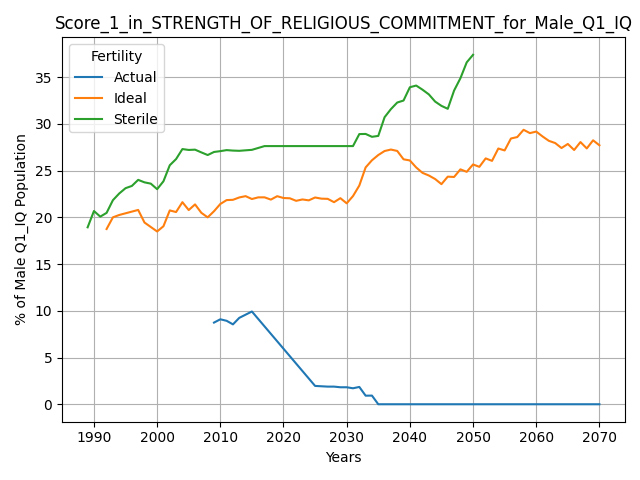 Score_1_in_STRENGTH_OF_RELIGIOUS_COMMITMENT_for_Male_Q1_IQ
Fertility
Actual
Ideal
Sterile
% of Male Q1_IQ Population
35
30
25
20
15
10
5
0
1990 2000 2010 2020 2030 2040 2050 2060 2070
Years